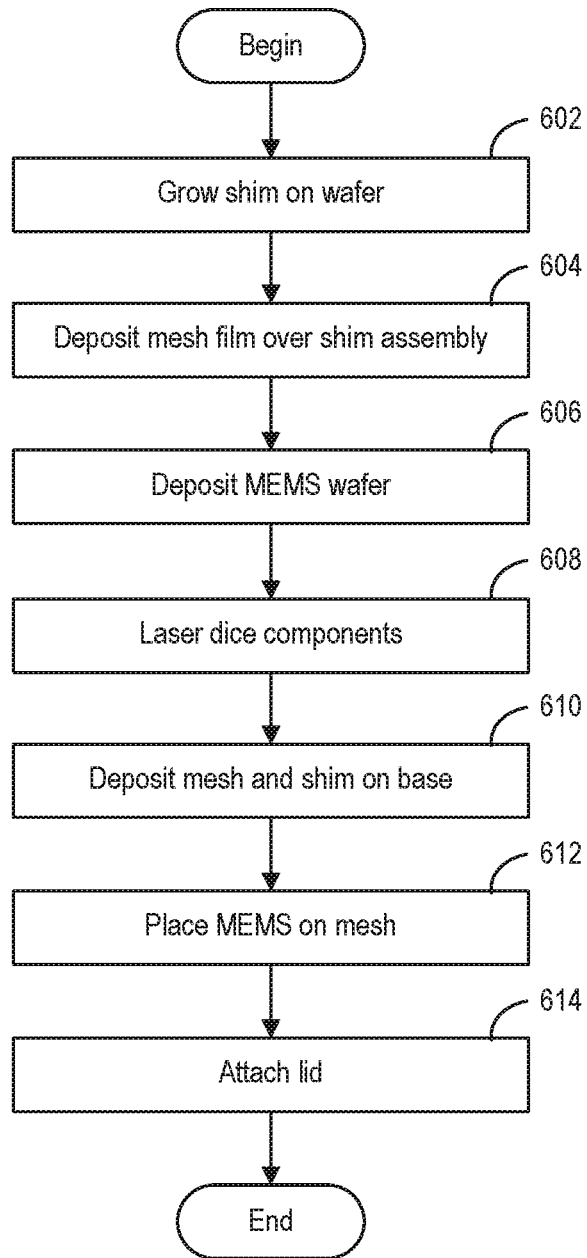 Begin
602
Grow shim on wafer
604
Deposit mesh film over shim assembly
606
Deposit MEMS wafer
608
Laser dice components
610
Deposit mesh and shim on base
612
Place MEMS on mesh
614
Attach lid
End